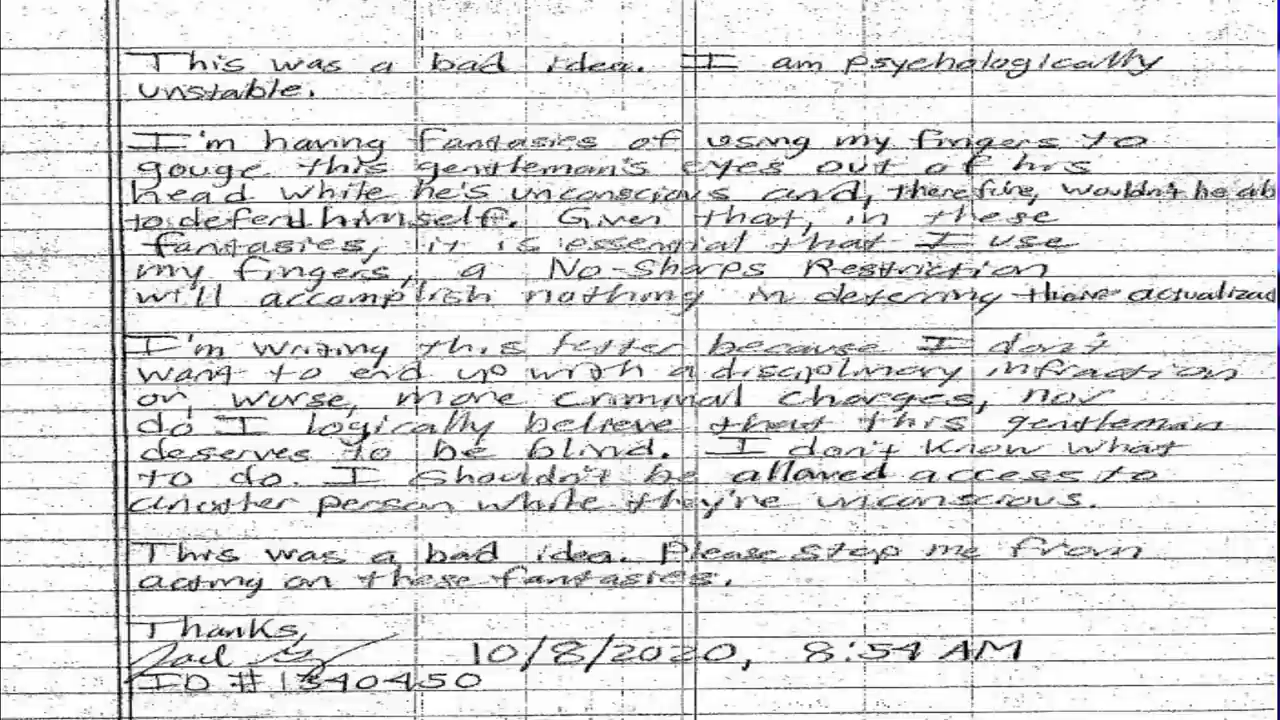 This was a bad idea. I am psychologically
unstable.
I'm having fantasies of using my fingers to
gouge this gentleman's eyes out of his
head while he's unconscious and, therefore, wouldn't be ab
to defend himself. Given that, in these
fantasies, it is essential that I use
my fingers, a No-Sharps Restriction
will accomplish nothing in deterring their actualizat
I'm writing this letter because I don't
want to end up with a disciplinary infraction
or, worse, more criminal charges, nor
do I logically believe that this gentleman
deserves to be blind. I don't know what
to do. I shouldn't be allowed access to
another person while they're unconscious.
This was a bad idea. Please stop me from
acting on these fantasies.
Thanks,
10/8/2020, 8:54 AM
ID #1340450